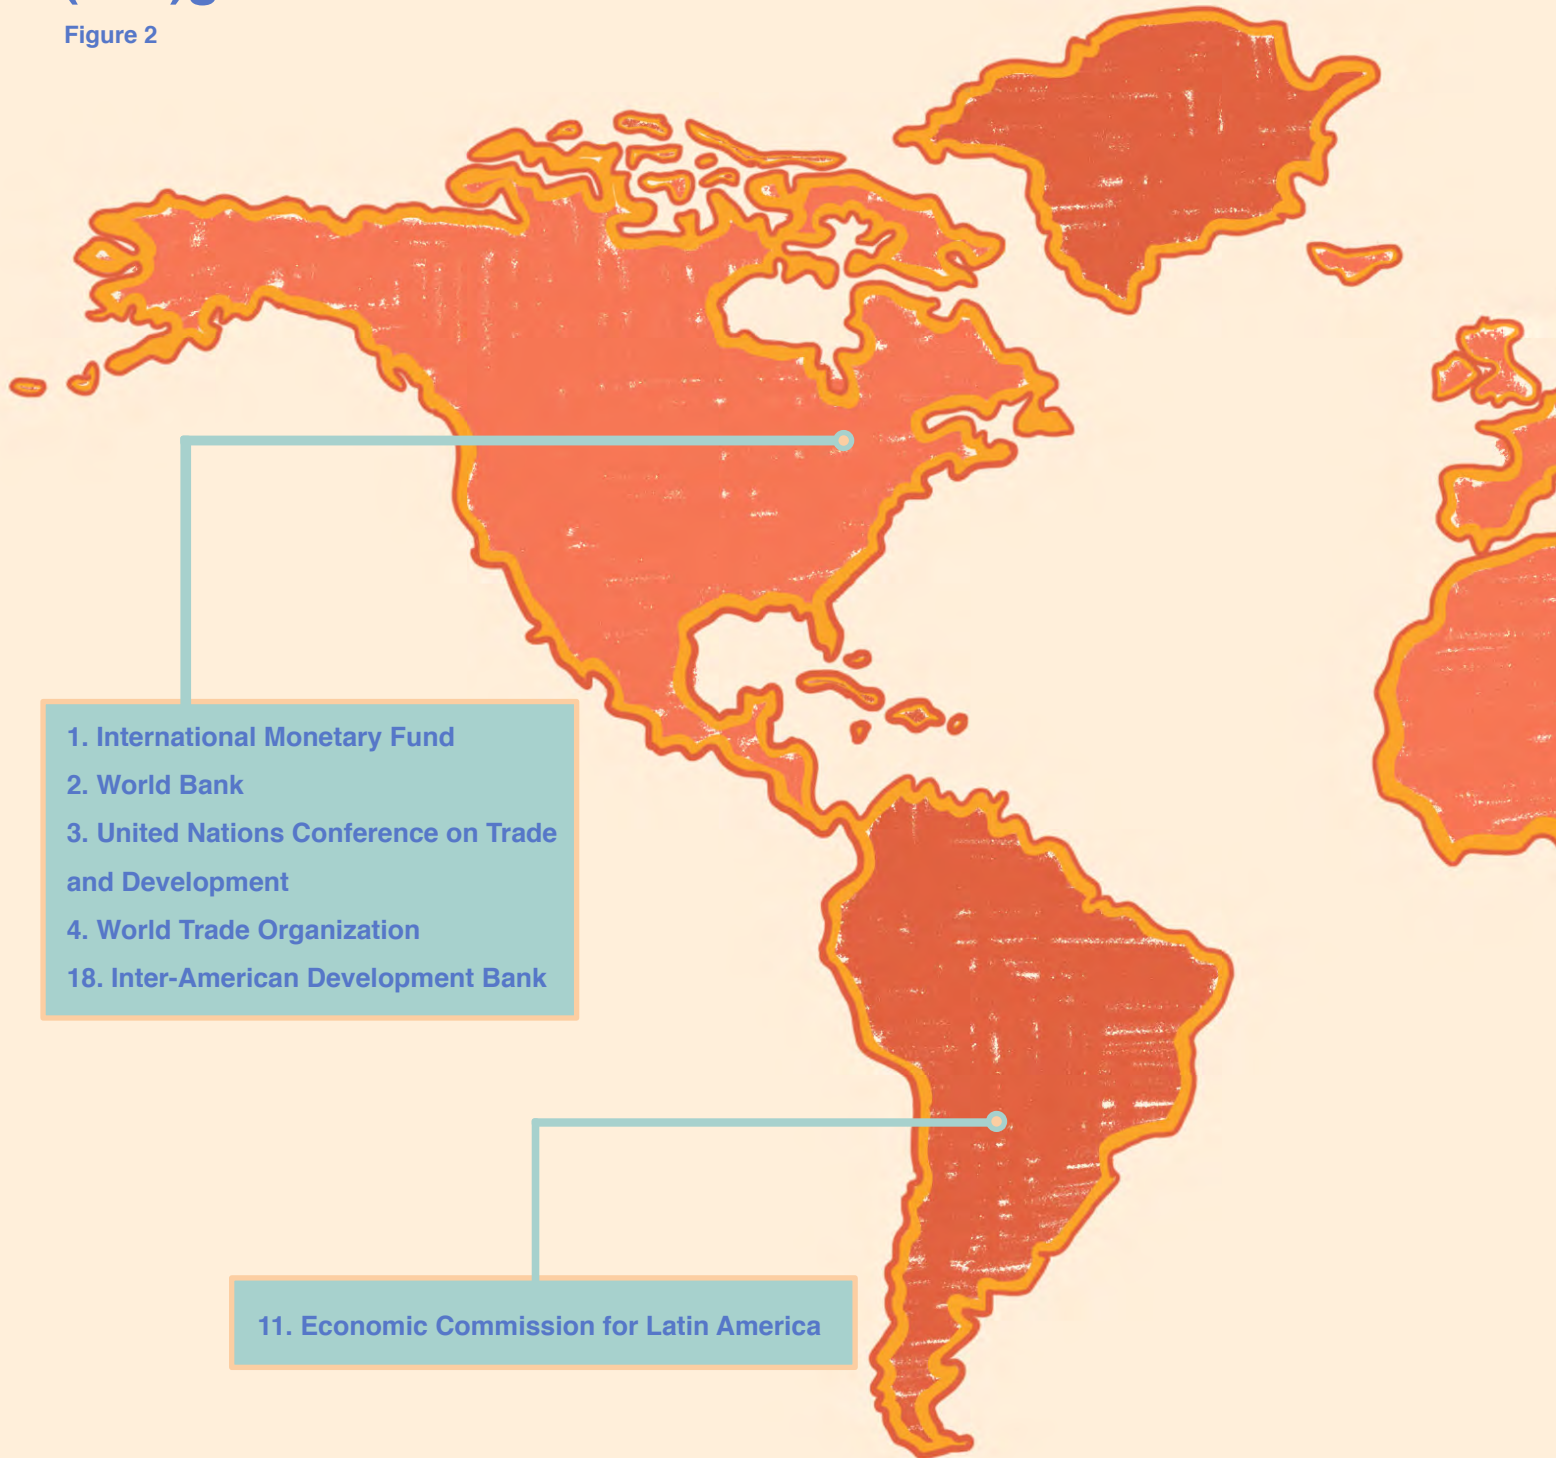 Figure 2
1. International Monetary Fund
2. World Bank
3. United Nations Conference on Trade
and Development
4. World Trade Organization
18. Inter-American Development Bank
11. Economic Commission for Latin America